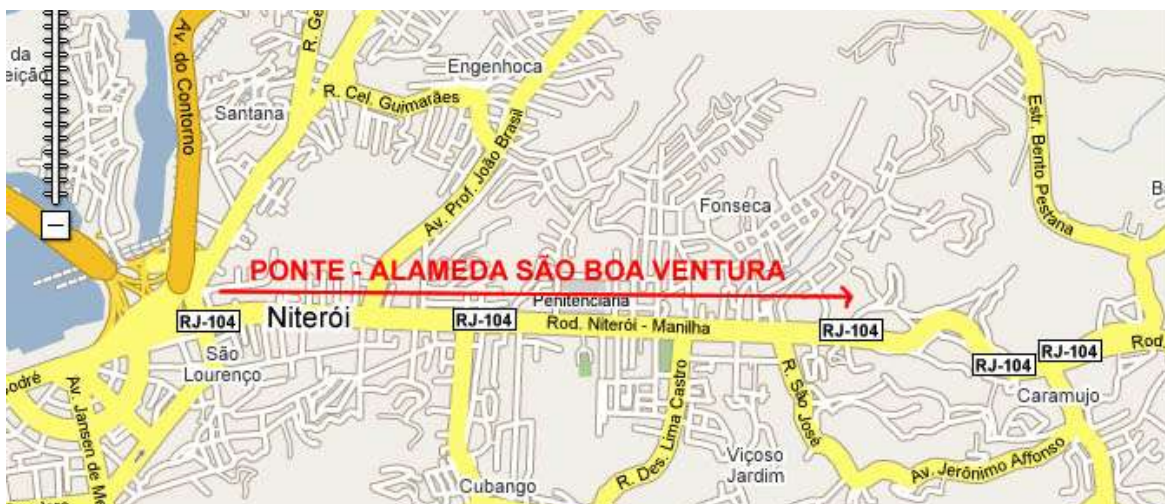 da
eição
Av. do Contorno
R. Ge
Engenhoca
R. Cel. Guimarães
Santana
Av. Prof. João Brasil
Estr. Bento Pestana
B
Fonseca
PONTE - ALAMEDA SÃO BOA VENTURA
Penitenciária
RJ-104
Niterói
RJ-104
Rod. Niterói - Manilha
RJ-104
RJ-104
RJ-104
Rod.
São
Lourenço
odré
Av. Jansen de Me
R. Des. Lima Castro
R. São José
Caramujo
Viçoso
Jardim
Av. Jerônimo Affonso
Cubango